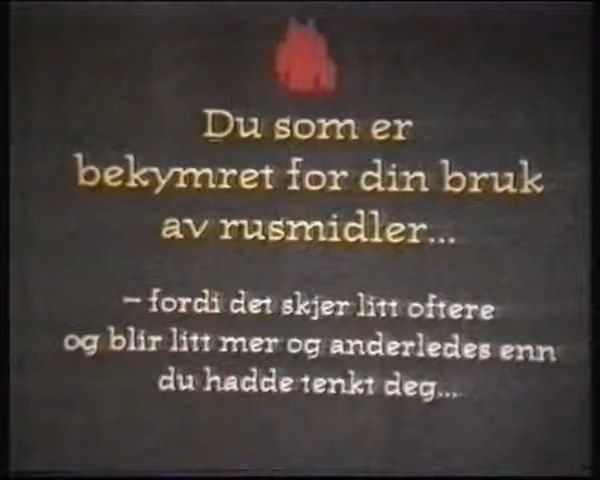 Du som er
bekymret for din bruk
av rusmidler...
– fordi det skjer litt oftere
og blir litt mer og anderledes enn
du hadde tenkt deg...